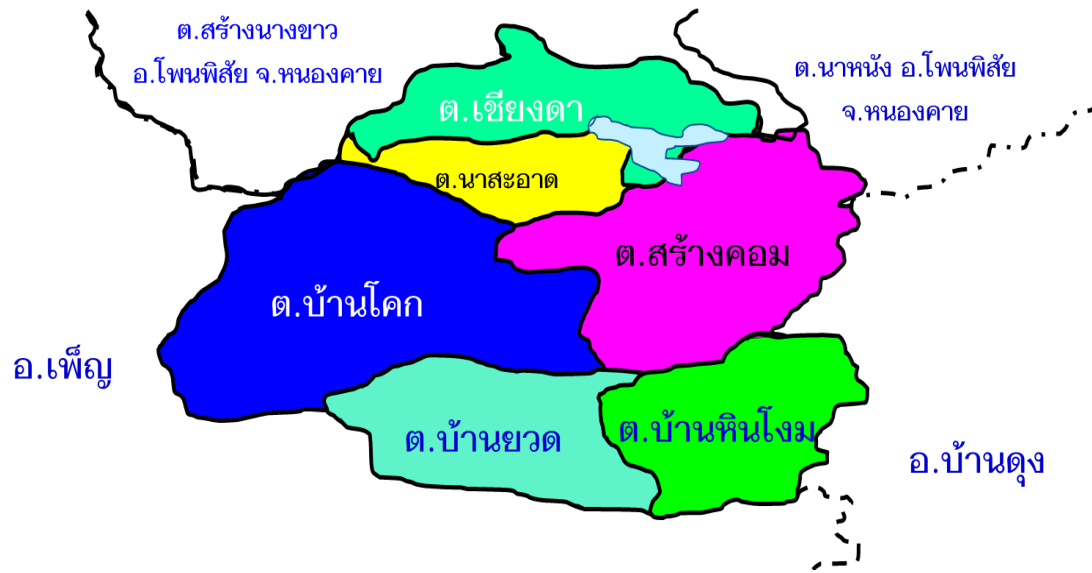 ต.สร้างนางขาว
อ.โพนพิสัย จ.หนองคาย
ต.นาหนัง อ.โพนพิสัย
จ.หนองคาย
ต.เชียงดา
ต.นาสะอาด
ต.สร้างคอม
ต.บ้านโคก
อ.เพ็ญ
ต.บ้านยวด
ต.บ้านหินโงม
อ.บ้านดุง